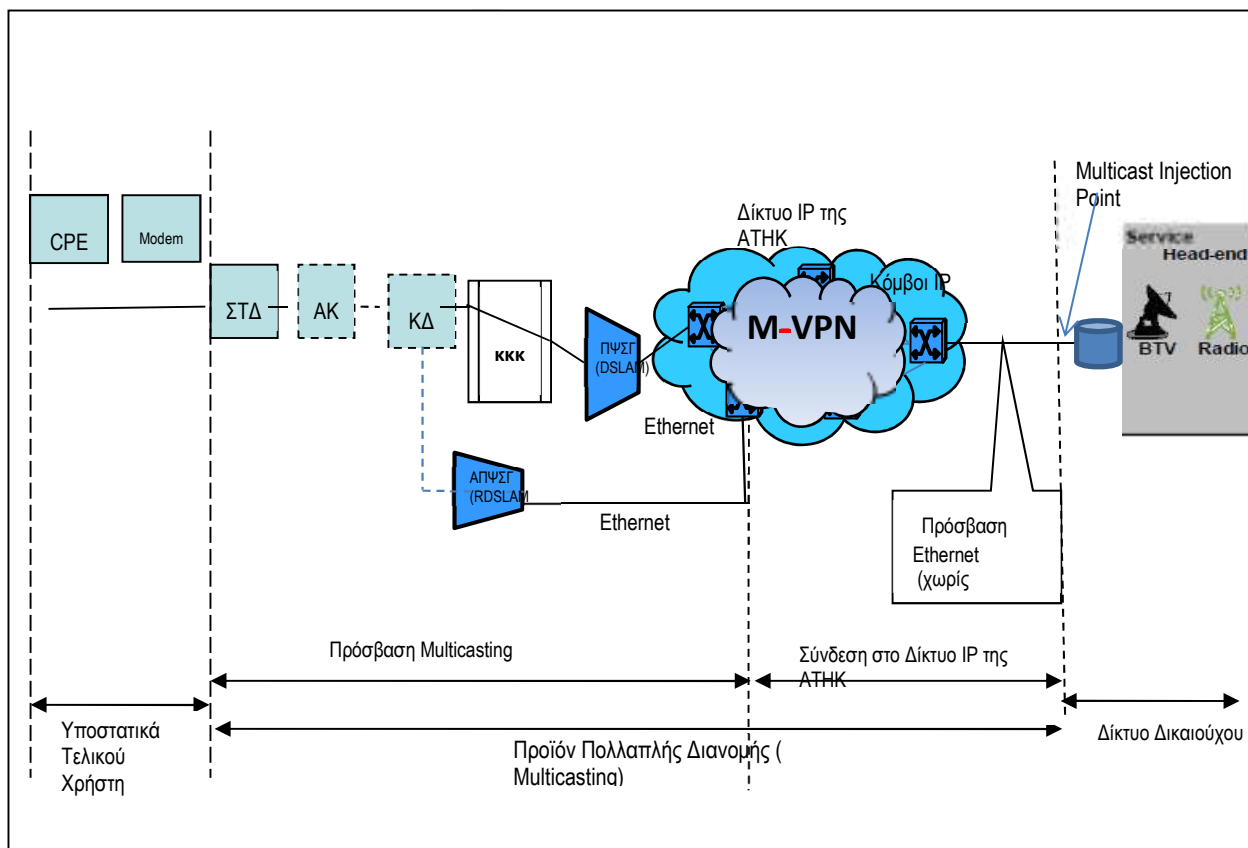 Multicast Injection
Point
Service
Head-end
BTV
Radio
Δίκτυο IP της
ΑΤΗΚ
Κόμβοι IP
M-VPN
CPE
Modem
ΣΤΔ
ΑΚ
ΚΔ
ΚΚΚ
ΠΨΣΓ
(DSLAM)
Ethernet
ΑΠΨΣΓ
(RDSLAM
Ethernet
Πρόσβαση
Ethernet
(χωρίς
Πρόσβαση Multicasting
Σύνδεση στο Δίκτυο IP της
ΑΤΗΚ
Υποστατικά
Τελικού
Χρήστη
Προϊόν Πολλαπλής Διανομής (
Multicasting)
Δίκτυο Δικαιούχου